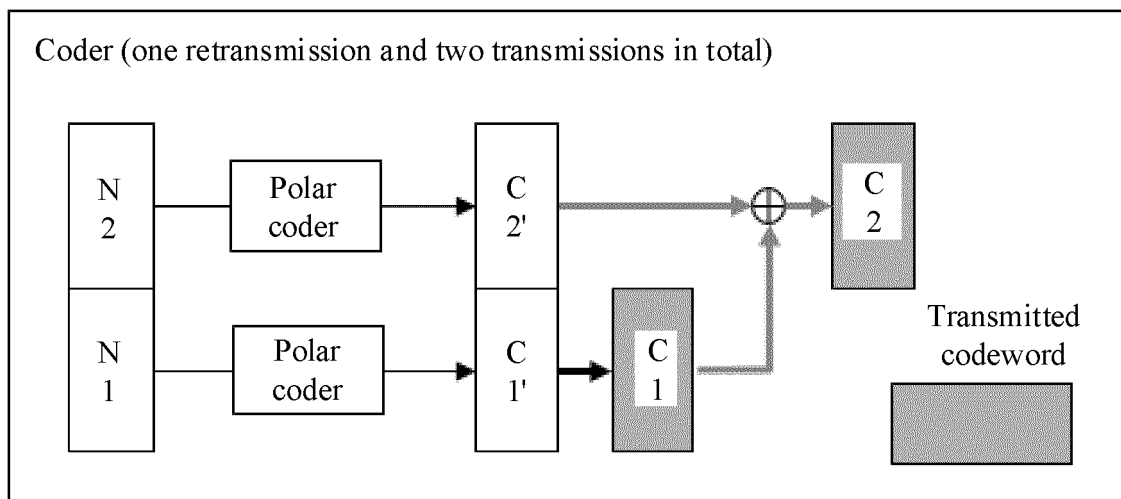 Coder (one retransmission and two transmissions in total)
N
2
Polar
coder
C
2'
C
2
N
1
Polar
coder
C
1'
C
1
Transmitted
codeword